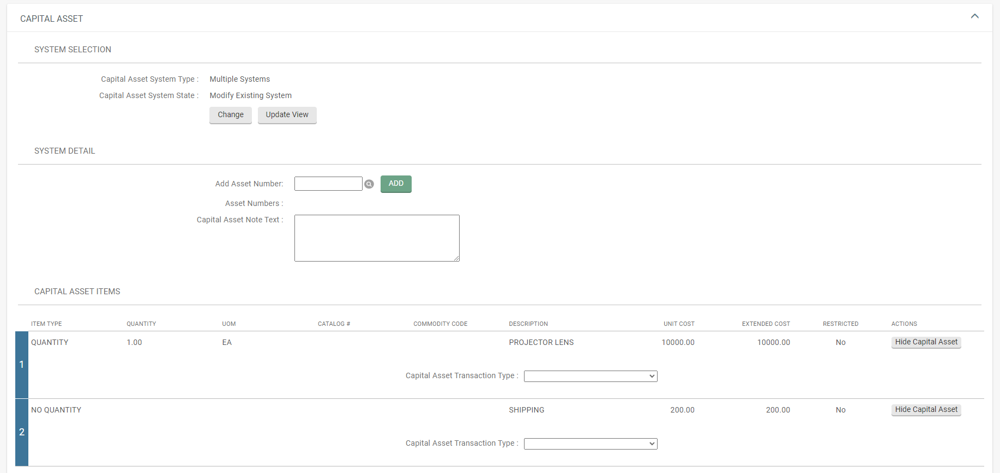 CAPITAL ASSET
SYSTEM SELECTION
Capital Asset System Type : Multiple Systems
Capital Asset System State : Modify Existing System
Change Update View
SYSTEM DETAIL
Add Asset Number: ADD
Asset Numbers :
Capital Asset Note Text :
CAPITAL ASSET ITEMS
ITEM TYPE QUANTITY UOM CATALOG # COMMODITY CODE DESCRIPTION UNIT COST EXTENDED COST RESTRICTED ACTIONS
QUANTITY 1.00 EA PROJECTOR LENS 10000.00 10000.00 No Hide Capital Asset
1
Capital Asset Transaction Type :
NO QUANTITY SHIPPING 200.00 200.00 No Hide Capital Asset
2
Capital Asset Transaction Type :